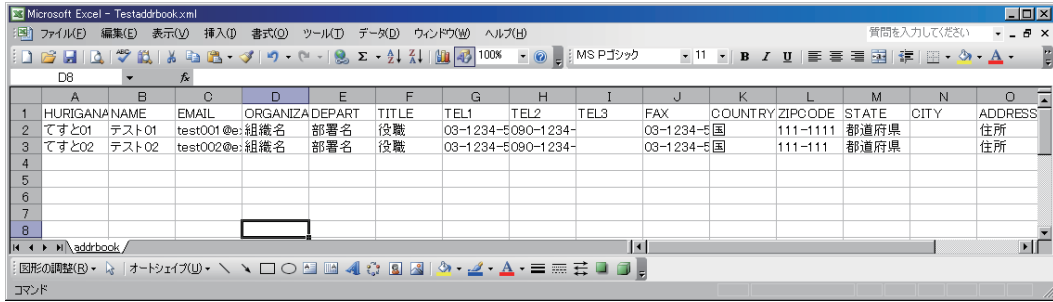 Microsoft Excel - Testaddrbook.xml
ファイル(F) 編集(E) 表示(V) 挿入(I) 書式(O) ツール(T) データ(D) ウィンドウ(W) ヘルプ(H) 質問を入力してください
100% MS Pゴシック 11 B I U
D8 fx
A B C D E F G H I J K L M N O
1 HURIGANA NAME EMAIL ORGANIZA DEPART TITLE TEL1 TEL2 TEL3 FAX COUNTRY ZIPCODE STATE CITY ADDRESS
2 てすと01 テスト01 test001@e: 組織名 部署名 役職 03-1234-5 090-1234- 03-1234-5 国 111-1111 都道府県 住所
3 てすと02 テスト02 test002@e: 組織名 部署名 役職 03-1234-5 090-1234- 03-1234-5 国 111-111 都道府県 住所
4
5
6
7
8
addrbook
図形の調整(R) オートシェイプ(U)
コマンド